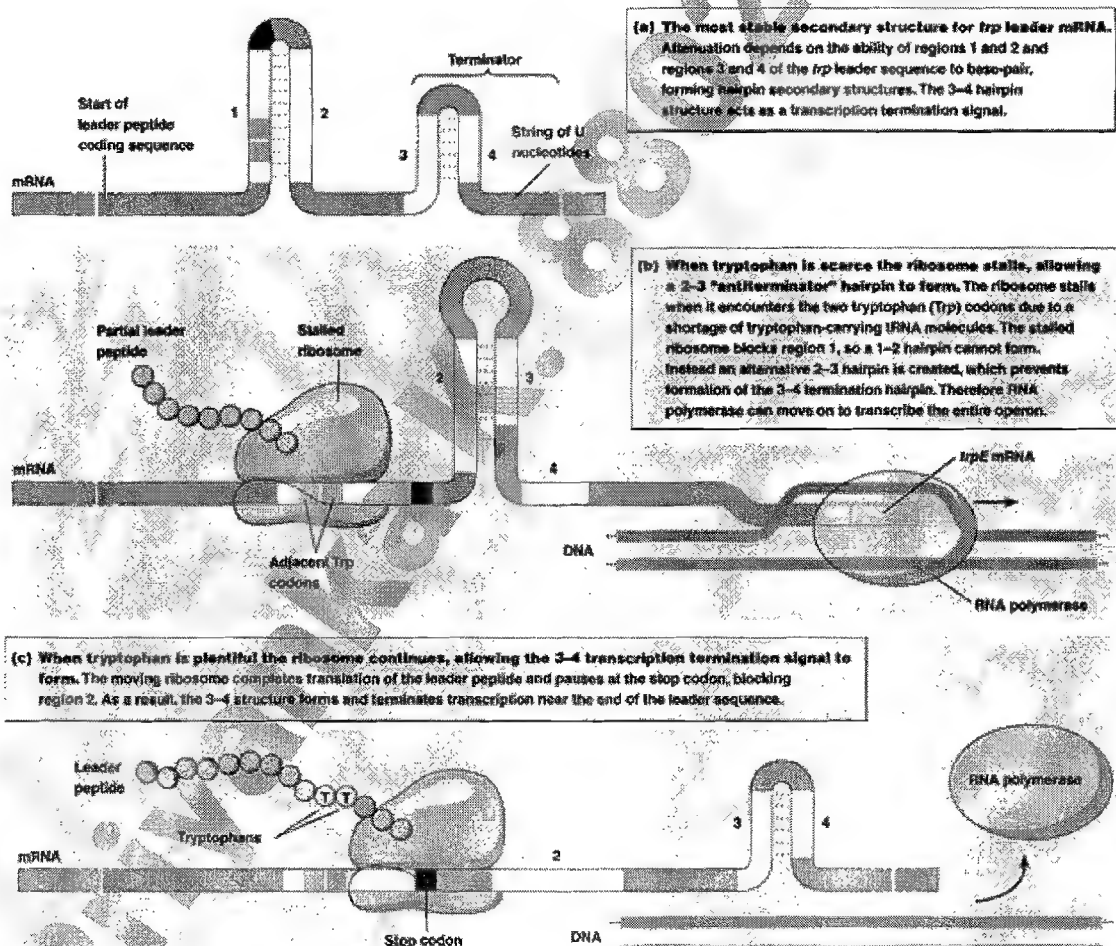 (a) The most stable secondary structure for trp leader mRNA.
Attenuation depends on the ability of regions 1 and 2 and
regions 3 and 4 of the trp leader sequence to base-pair,
forming hairpin secondary structures. The 3–4 hairpin
structure acts as a transcription termination signal.
Terminator
Start of
leader peptide
coding sequence
1
2
3
4
String of U
nucleotides
mRNA
(b) When tryptophan is scarce the ribosome stalls, allowing
a 2–3 "antiterminator" hairpin to form. The ribosome stalls
when it encounters the two tryptophan (Trp) codons due to a
shortage of tryptophan-carrying tRNA molecules. The stalled
ribosome blocks region 1, so a 1–2 hairpin cannot form.
Instead an alternative 2–3 hairpin is created, which prevents
formation of the 3–4 termination hairpin. Therefore RNA
polymerase can move on to transcribe the entire operon.
Partial leader
peptide
Stalled
ribosome
2
3
mRNA
4
trpE mRNA
DNA
Adjacent Trp
codons
RNA polymerase
(c) When tryptophan is plentiful the ribosome continues, allowing the 3–4 transcription termination signal to
form. The moving ribosome completes translation of the leader peptide and pauses at the stop codon, blocking
region 2. As a result, the 3–4 structure forms and terminates transcription near the end of the leader sequence.
Leader
peptide
T T
Tryptophans
RNA polymerase
3
4
mRNA
2
Stop codon
DNA